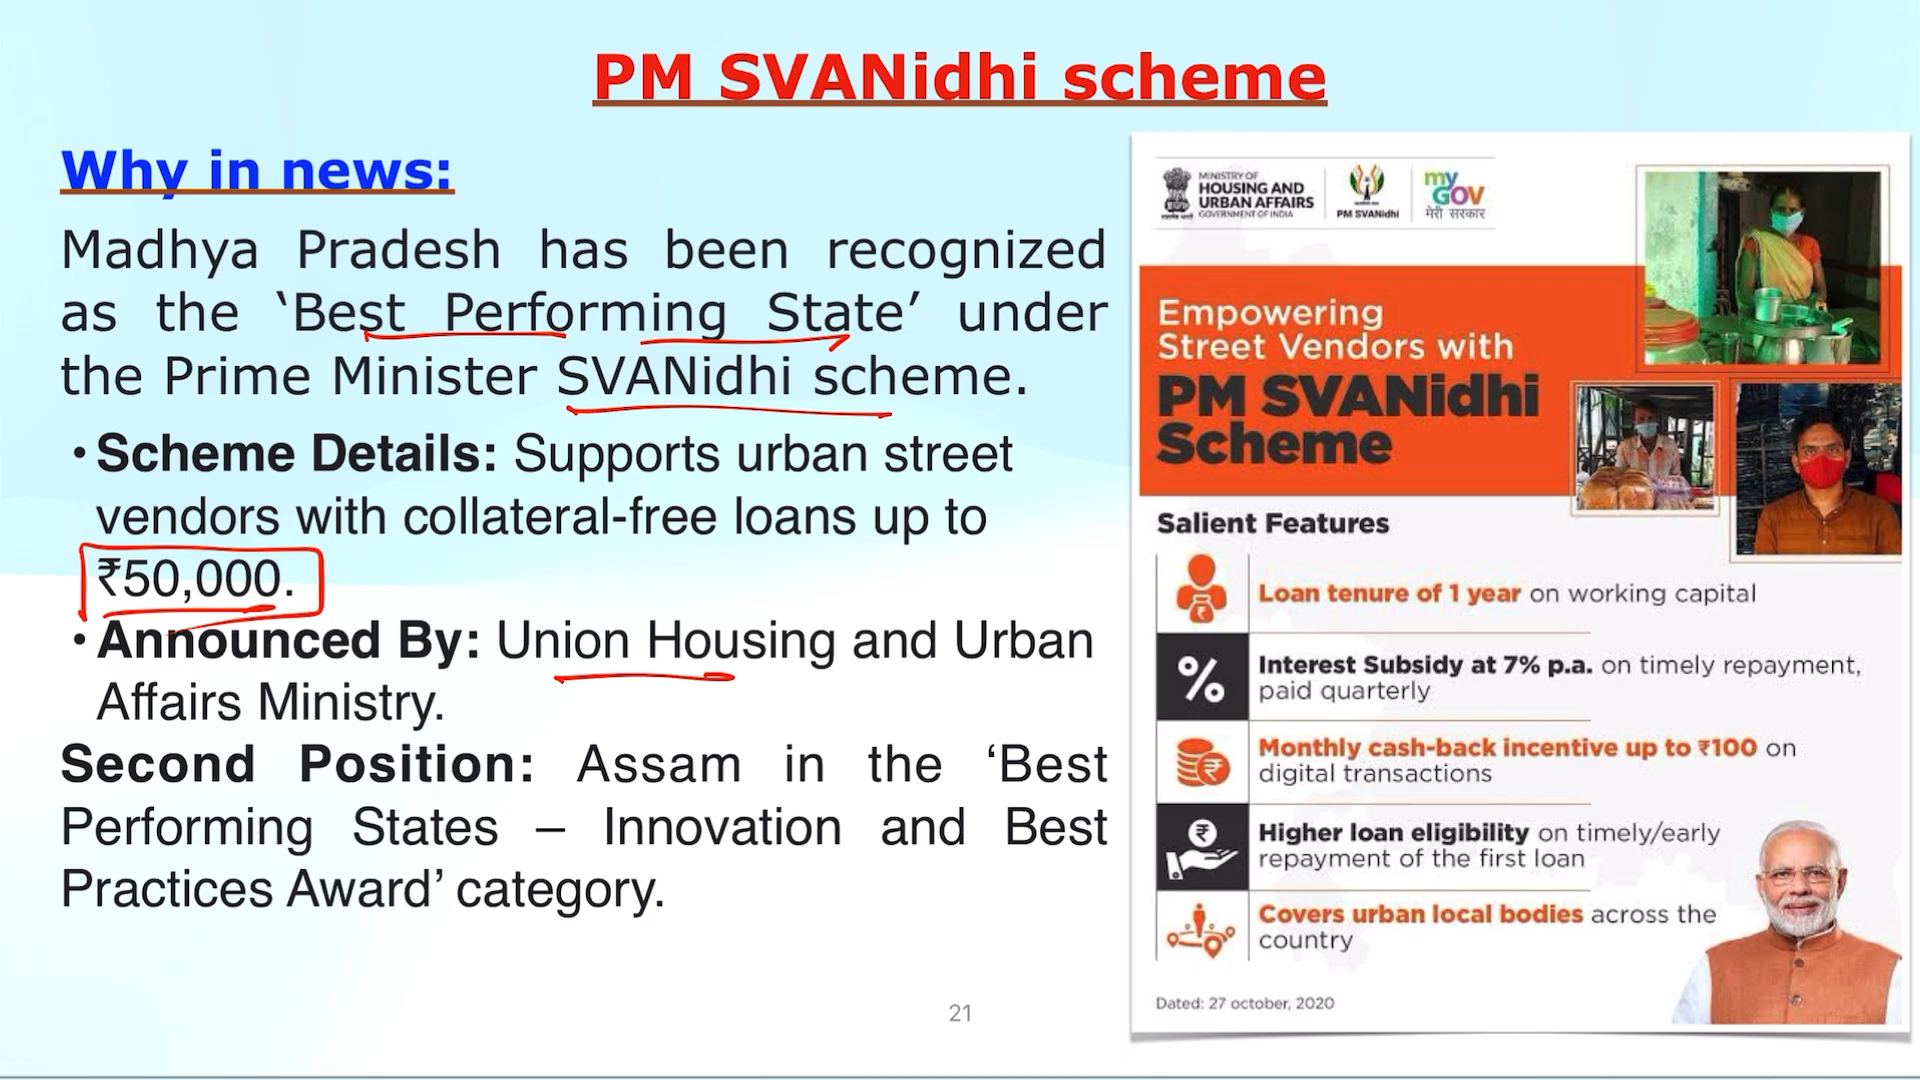 PM SVANidhi scheme
Why in news:
Madhya Pradesh has been recognized
as the ‘Best Performing State’ under
the Prime Minister SVANidhi scheme.
• Scheme Details: Supports urban street
vendors with collateral-free loans up to
₹50,000.
• Announced By: Union Housing and Urban
Affairs Ministry.
Second Position: Assam in the ‘Best
Performing States – Innovation and Best
Practices Award’ category.
21
MINISTRY OF
HOUSING AND
URBAN AFFAIRS
GOVERNMENT OF INDIA
PM SVANidhi
my
GOV
मेरी सरकार
Empowering
Street Vendors with
PM SVANidhi
Scheme
Salient Features
Loan tenure of 1 year on working capital
Interest Subsidy at 7% p.a. on timely repayment,
paid quarterly
Monthly cash-back incentive up to ₹100 on
digital transactions
Higher loan eligibility on timely/early
repayment of the first loan
Covers urban local bodies across the
country
Dated: 27 october, 2020